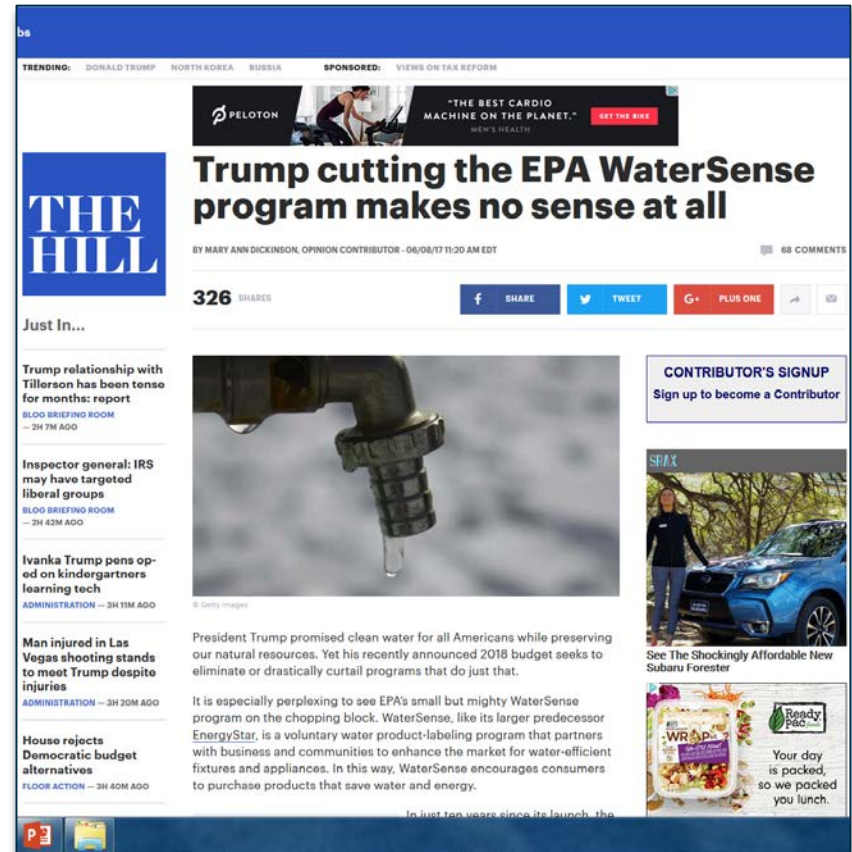 bs
TRENDING: DONALD TRUMP NORTH KOREA RUSSIA SPONSORED: VIEWS ON TAX REFORM
PELOTON
"THE BEST CARDIO
MACHINE ON THE PLANET."
MEN'S HEALTH
GET THE BIKE
THE
HILL
Trump cutting the EPA WaterSense
program makes no sense at all
BY MARY ANN DICKINSON, OPINION CONTRIBUTOR - 06/08/17 11:20 AM EDT
68 COMMENTS
326 SHARES
f SHARE
TWEET
G+ PLUS ONE
Just In...
Trump relationship with
Tillerson has been tense
for months: report
BLOG BRIEFING ROOM
— 2H 7M AGO
Inspector general: IRS
may have targeted
liberal groups
BLOG BRIEFING ROOM
— 2H 42M AGO
Ivanka Trump pens op-
ed on kindergartners
learning tech
ADMINISTRATION — 3H 11M AGO
Man injured in Las
Vegas shooting stands
to meet Trump despite
injuries
ADMINISTRATION — 3H 20M AGO
House rejects
Democratic budget
alternatives
FLOOR ACTION — 3H 40M AGO
© Getty Images
President Trump promised clean water for all Americans while preserving
our natural resources. Yet his recently announced 2018 budget seeks to
eliminate or drastically curtail programs that do just that.
It is especially perplexing to see EPA's small but mighty WaterSense
program on the chopping block. WaterSense, like its larger predecessor
EnergyStar, is a voluntary water product-labeling program that partners
with business and communities to enhance the market for water-efficient
fixtures and appliances. In this way, WaterSense encourages consumers
to purchase products that save water and energy.
In just ten years since its launch, the
CONTRIBUTOR'S SIGNUP
Sign up to become a Contributor
SRAX
See The Shockingly Affordable New
Subaru Forester
Ready
Pac
Your day
is packed,
so we packed
you lunch.